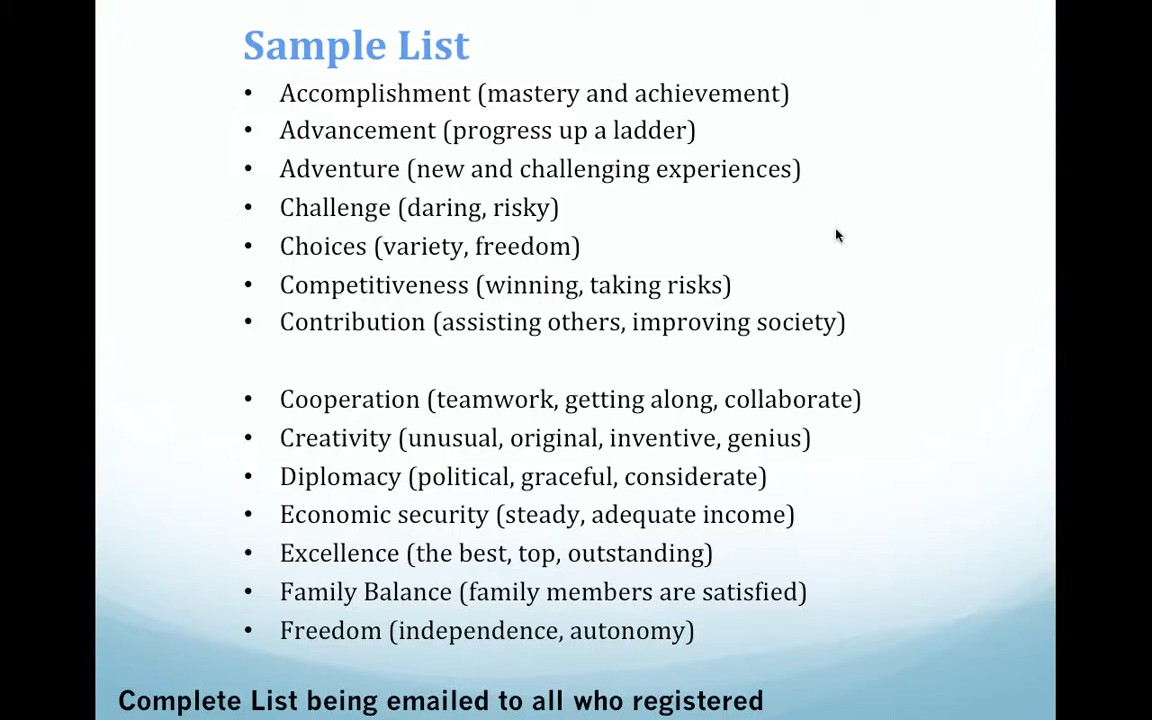 Sample List
• Accomplishment (mastery and achievement)
• Advancement (progress up a ladder)
• Adventure (new and challenging experiences)
• Challenge (daring, risky)
• Choices (variety, freedom)
• Competitiveness (winning, taking risks)
• Contribution (assisting others, improving society)
• Cooperation (teamwork, getting along, collaborate)
• Creativity (unusual, original, inventive, genius)
• Diplomacy (political, graceful, considerate)
• Economic security (steady, adequate income)
• Excellence (the best, top, outstanding)
• Family Balance (family members are satisfied)
• Freedom (independence, autonomy)
Complete List being emailed to all who registered